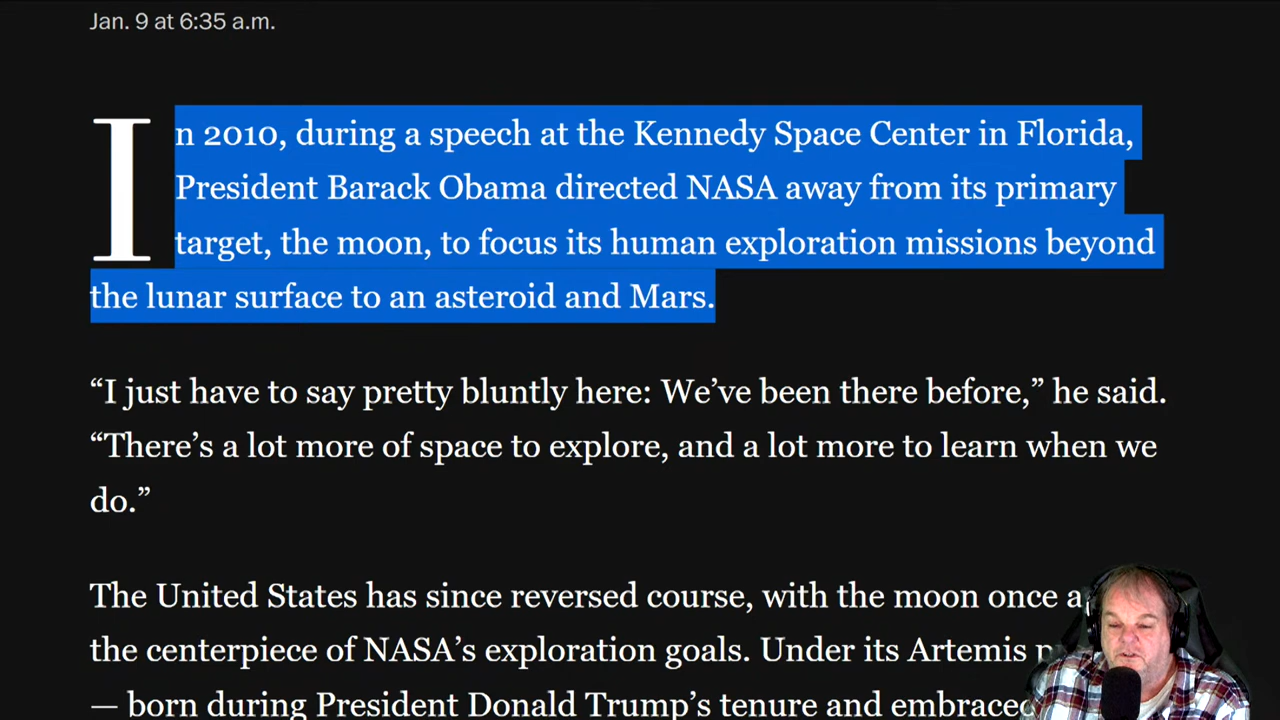 Jan. 9 at 6:35 a.m.
In 2010, during a speech at the Kennedy Space Center in Florida,
President Barack Obama directed NASA away from its primary
target, the moon, to focus its human exploration missions beyond
the lunar surface to an asteroid and Mars.
“I just have to say pretty bluntly here: We’ve been there before,” he said.
“There’s a lot more of space to explore, and a lot more to learn when we
do.”
The United States has since reversed course, with the moon once
the centerpiece of NASA’s exploration goals. Under its Artemis
— born during President Donald Trump’s tenure and embraced